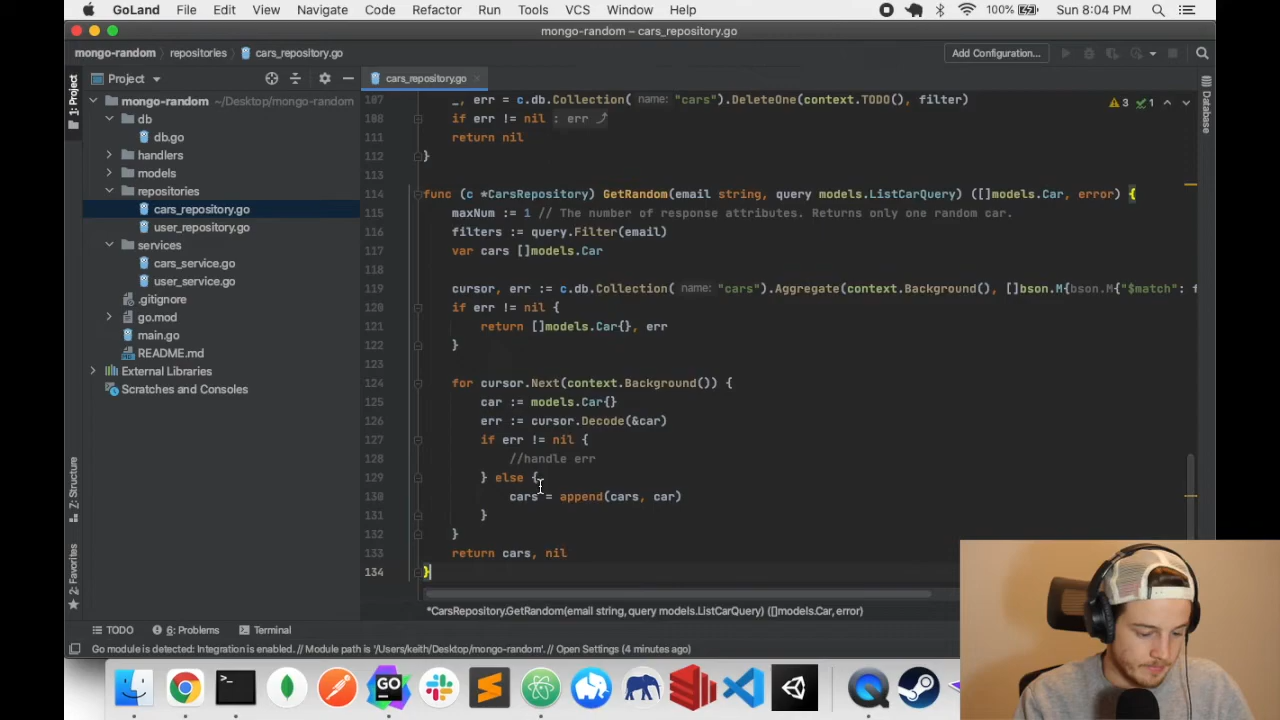 GoLand File Edit View Navigate Code Refactor Run Tools VCS Window Help 100% Sun 8:04 PM
mongo-random – cars_repository.go
mongo-random repositories cars_repository.go Add Configuration...
Project cars_repository.go
1: Project
Database
mongo-random ~/Desktop/mongo-random
db
db.go
handlers
models
repositories
cars_repository.go
user_repository.go
services
cars_service.go
user_service.go
.gitignore
go.mod
main.go
README.md
External Libraries
Scratches and Consoles
Z: Structure
2: Favorites
3 1
107 _, err = c.db.Collection( name: "cars").DeleteOne(context.TODO(), filter)
108 if err != nil : err
111 return nil
112 }
113
114 func (c *CarsRepository) GetRandom(email string, query models.ListCarQuery) ([]models.Car, error) {
115 maxNum := 1 // The number of response attributes. Returns only one random car.
116 filters := query.Filter(email)
117 var cars []models.Car
118
119 cursor, err := c.db.Collection( name: "cars").Aggregate(context.Background(), []bson.M{bson.M{"$match": f
120 if err != nil {
121 return []models.Car{}, err
122 }
123
124 for cursor.Next(context.Background()) {
125 car := models.Car{}
126 err := cursor.Decode(&car)
127 if err != nil {
128 //handle err
129 } else {
130 cars = append(cars, car)
131 }
132 }
133 return cars, nil
134 }
*CarsRepository.GetRandom(email string, query models.ListCarQuery) ([]models.Car, error)
TODO 6: Problems Terminal
Go module is detected: Integration is enabled. // Module path is '/Users/keith/Desktop/mongo-random'. // Open Settings (4 minutes ago)
GO